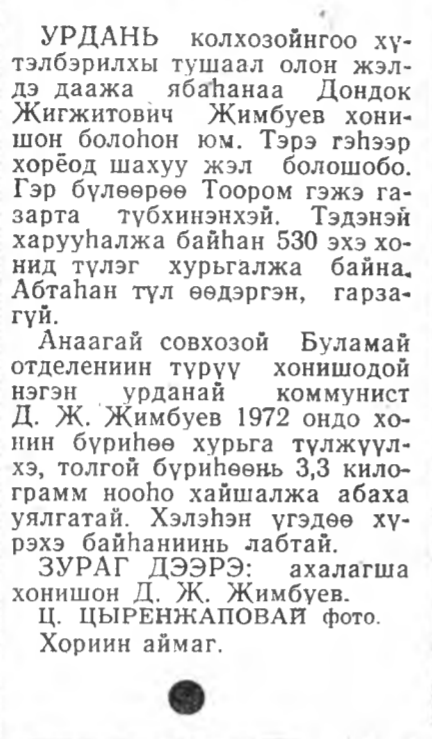 УРДАНЬ колхозойнгоо хү-
тэлбэрилхы тушаал олон жэл-
дэ даажа ябаһанаа Дондок
Жигжитович Жимбуев хони-
шон болоһон юм. Тэрэ гэһээр
хорёод шахуу жэл болошобо.
Гэр бүлөөрөө Тоором гэжэ га-
зарта түбхинэнхэй. Тэдэнэй
харууһалжа байһан 530 эхэ хо-
нид түлэг хурьгалжа байна.
Абтаһан түл өөдэргэн, гарза-
гүй.
Анаагай совхозой Буламай
отделениин түрүү хонишодой
нэгэн урданай коммунист
Д. Ж. Жимбуев 1972 ондо хо-
нин бүриһөө хурьга түлжүүл-
хэ, толгой бүриһөөнь 3,3 кило-
грамм нооһо хайшалжа абаха
уялгатай. Хэлэһэн үгэдөө хү-
рэхэ байһаниинь лабтай.
ЗУРАГ ДЭЭРЭ: ахалагша
хонишон Д. Ж. Жимбуев.
Ц. ЦЫРЕНЖАПОВАЙ фото.
Хориин аймаг.